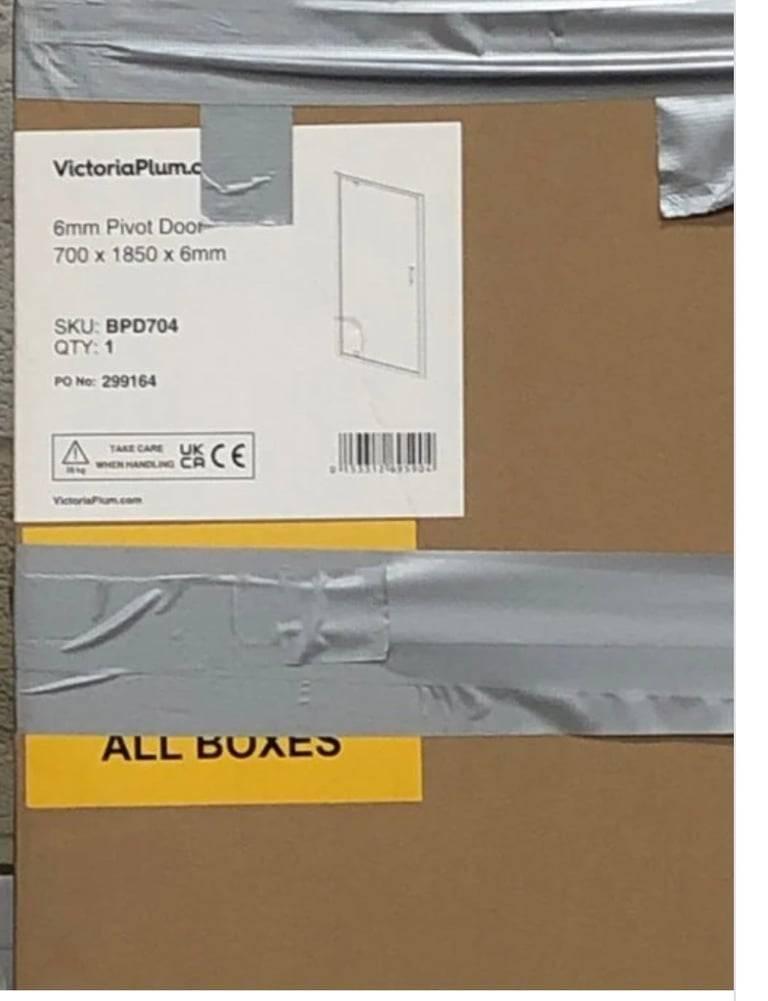 VictoriaPlum.c
6mm Pivot Door
700 x 1850 x 6mm
SKU: BPD704
QTY: 1
PO No: 299164
TAKE CARE
WHEN HANDLING
UK
CA
CE
VictoriaPlum.com
ALL BOXES